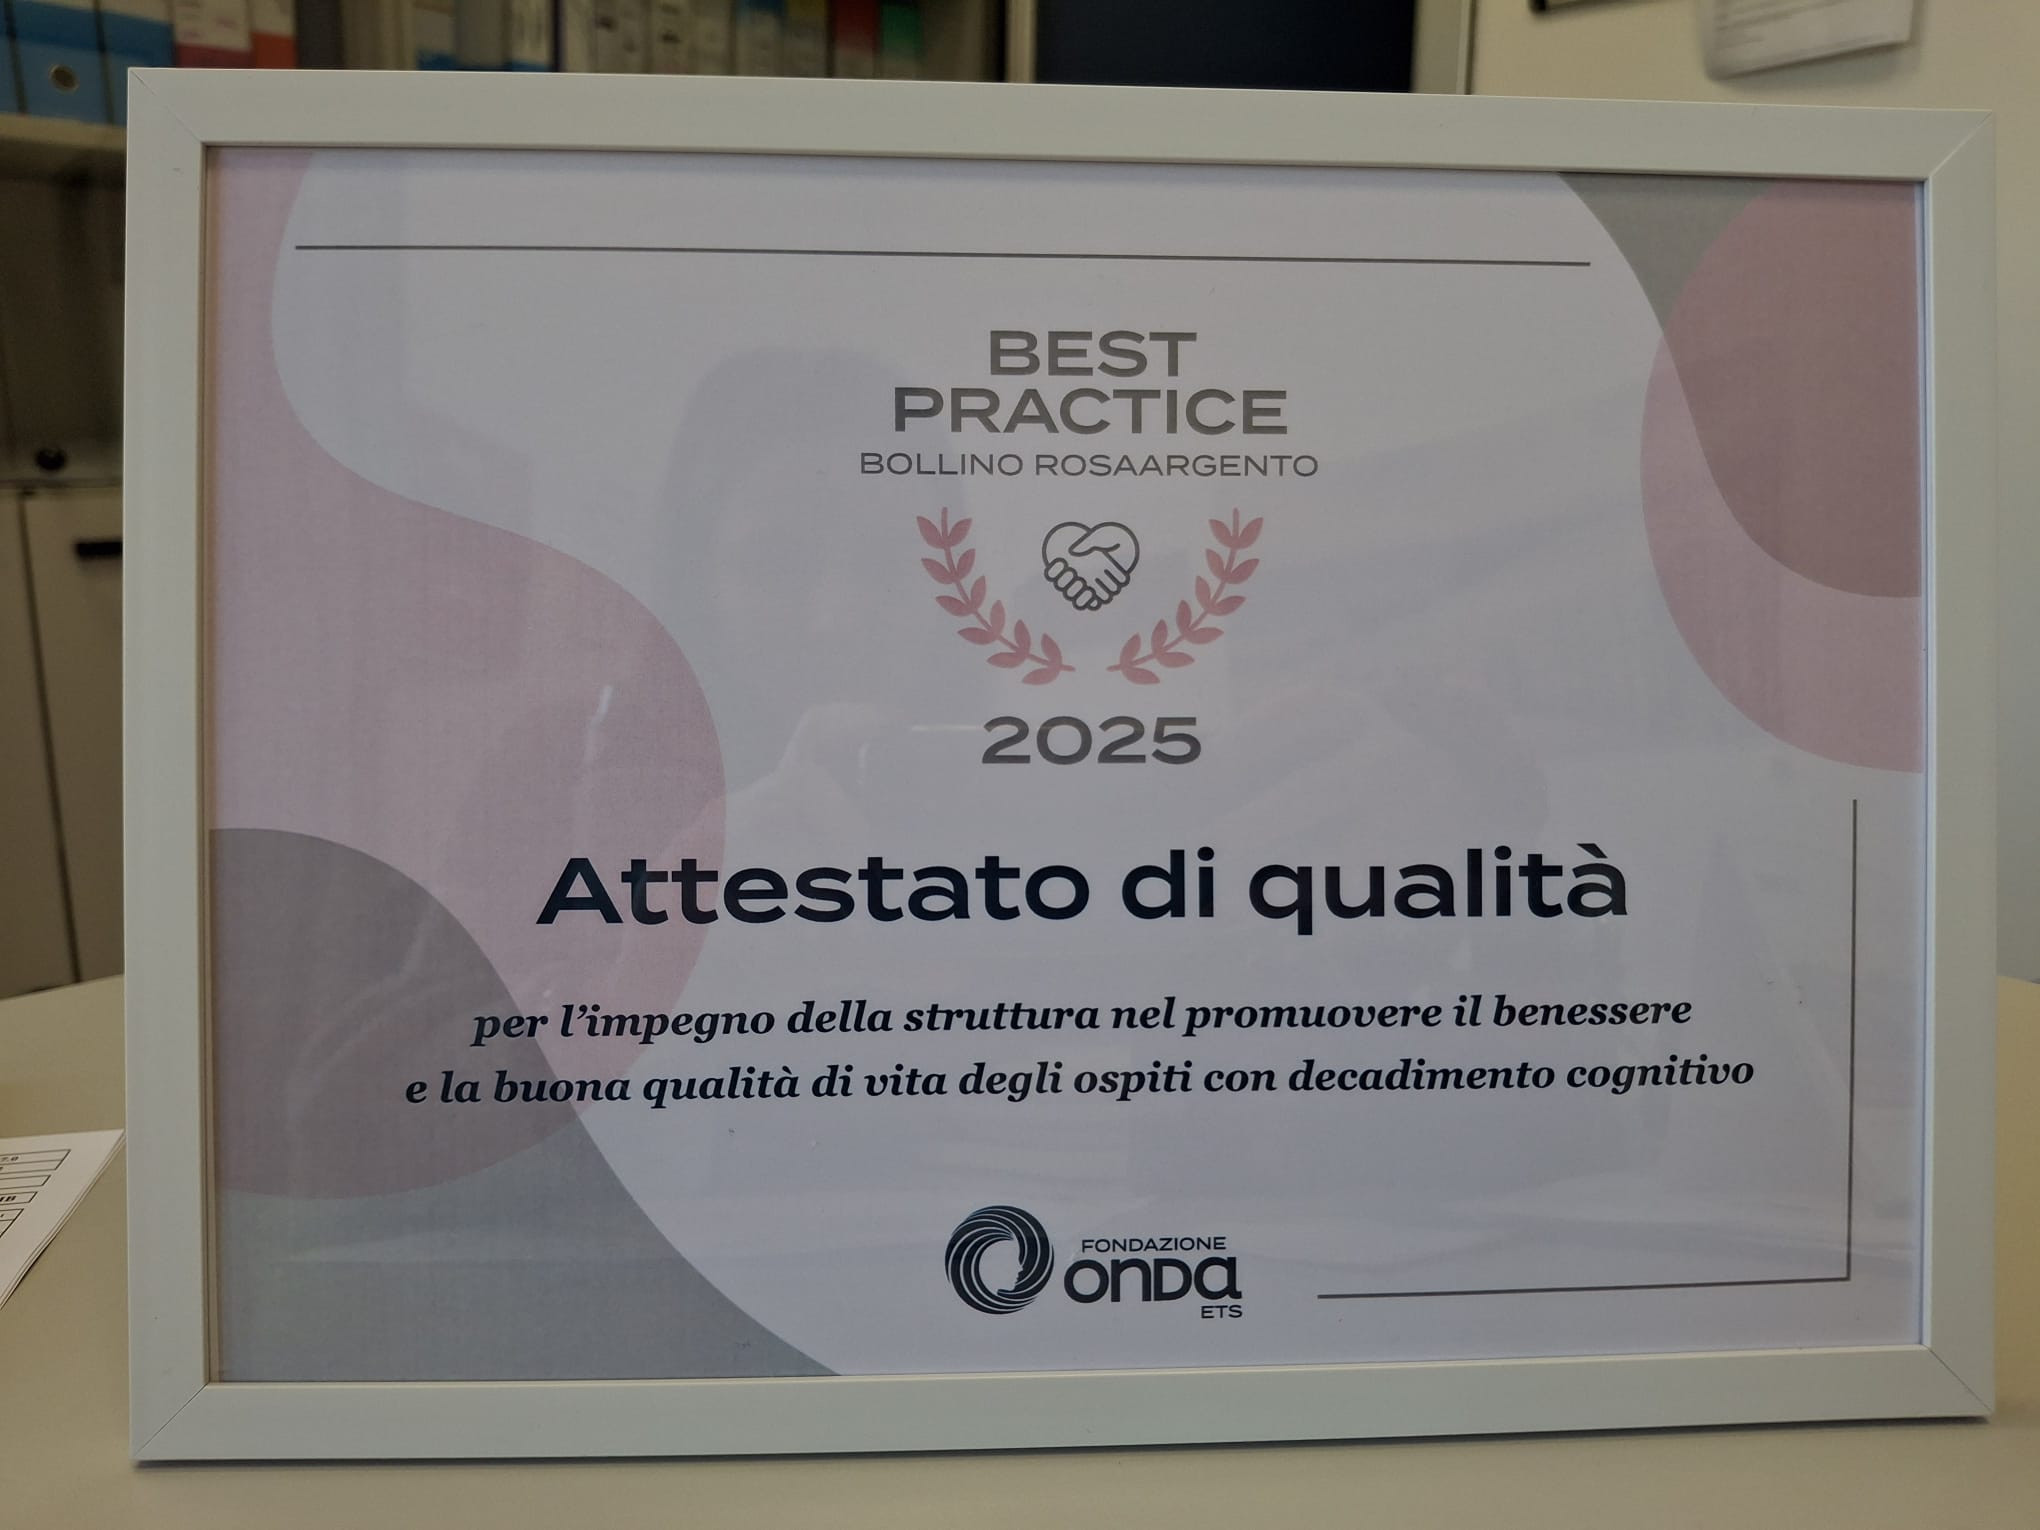 BEST
PRACTICE
BOLLINO ROSAARGENTO
2025
Attestato di qualità
per l'impegno della struttura nel promuovere il benessere
e la buona qualità di vita degli ospiti con decadimento cognitivo
FONDAZIONE
ONDA
ETS